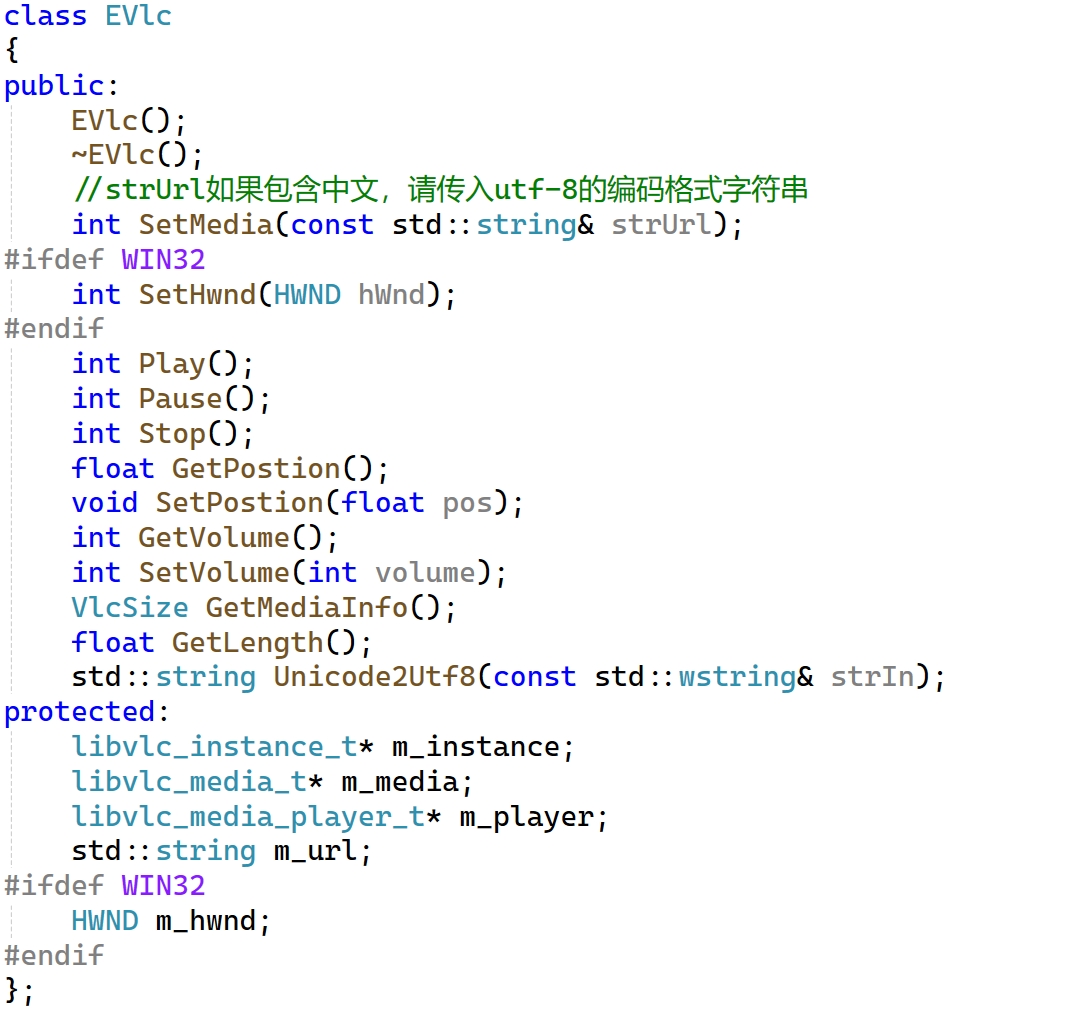 class EVlc
{
public:
    EVlc();
    ~EVlc();
    //strUrl如果包含中文，请传入utf-8的编码格式字符串
    int SetMedia(const std::string& strUrl);
#ifdef WIN32
    int SetHwnd(HWND hWnd);
#endif
    int Play();
    int Pause();
    int Stop();
    float GetPostion();
    void SetPostion(float pos);
    int GetVolume();
    int SetVolume(int volume);
    VlcSize GetMediaInfo();
    float GetLength();
    std::string Unicode2Utf8(const std::wstring& strIn);
protected:
    libvlc_instance_t* m_instance;
    libvlc_media_t* m_media;
    libvlc_media_player_t* m_player;
    std::string m_url;
#ifdef WIN32
    HWND m_hwnd;
#endif
};